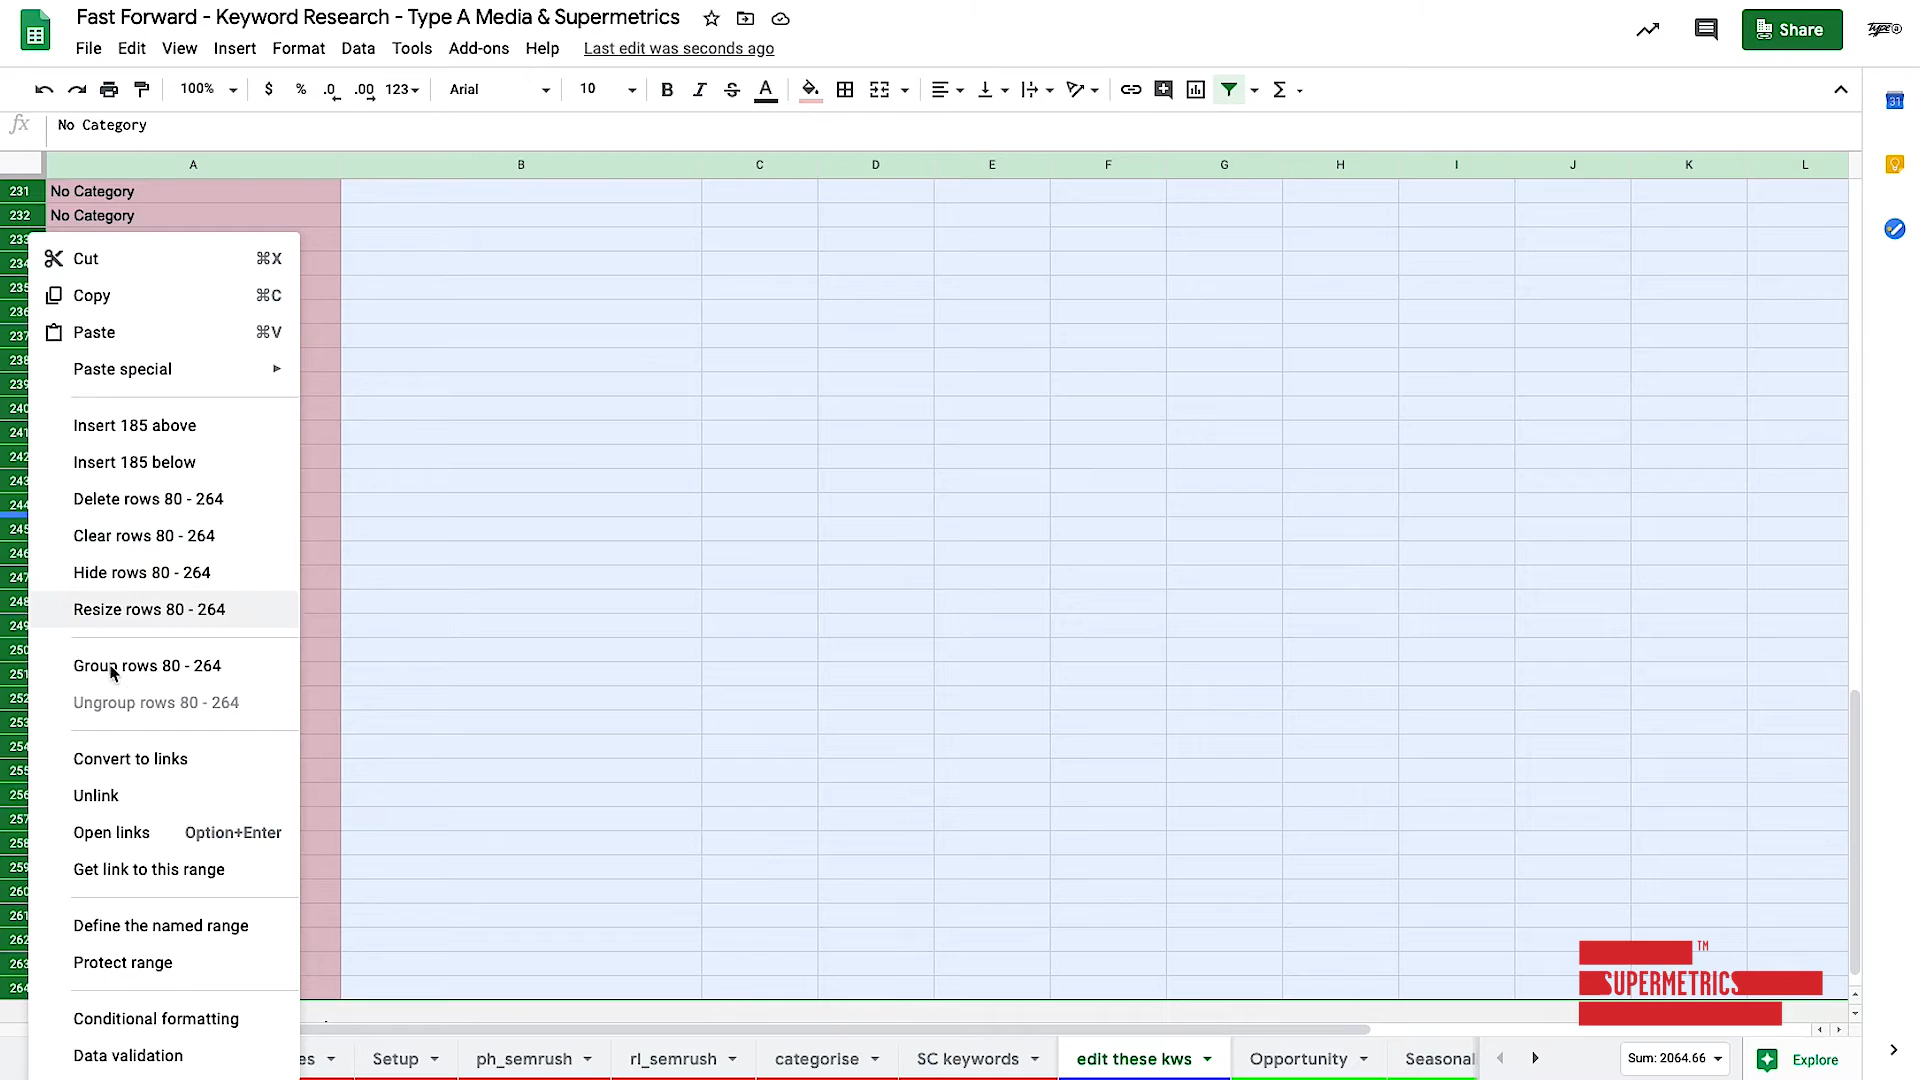 Fast Forward - Keyword Research - Type A Media & Supermetrics
File Edit View Insert Format Data Tools Add-ons Help Last edit was seconds ago
Share
TYPE A
100% $ % .0 .00 123 Arial 10 B I S A Σ
31
fx No Category
A B C D E F G H I J K L
231 No Category
232 No Category
233
234
235
236
237
238
239
240
241
242
243
244
245
246
247
248
249
250
251
252
253
254
255
256
257
258
259
260
261
262
263
264
Cut ⌘X
Copy ⌘C
Paste ⌘V
Paste special
Insert 185 above
Insert 185 below
Delete rows 80 - 264
Clear rows 80 - 264
Hide rows 80 - 264
Resize rows 80 - 264
Group rows 80 - 264
Ungroup rows 80 - 264
Convert to links
Unlink
Open links Option+Enter
Get link to this range
Define the named range
Protect range
Conditional formatting
Data validation
SUPERMETRICS ™
es Setup ph_semrush rl_semrush categorise SC keywords edit these kws Opportunity Seasonal
Sum: 2064.66 Explore